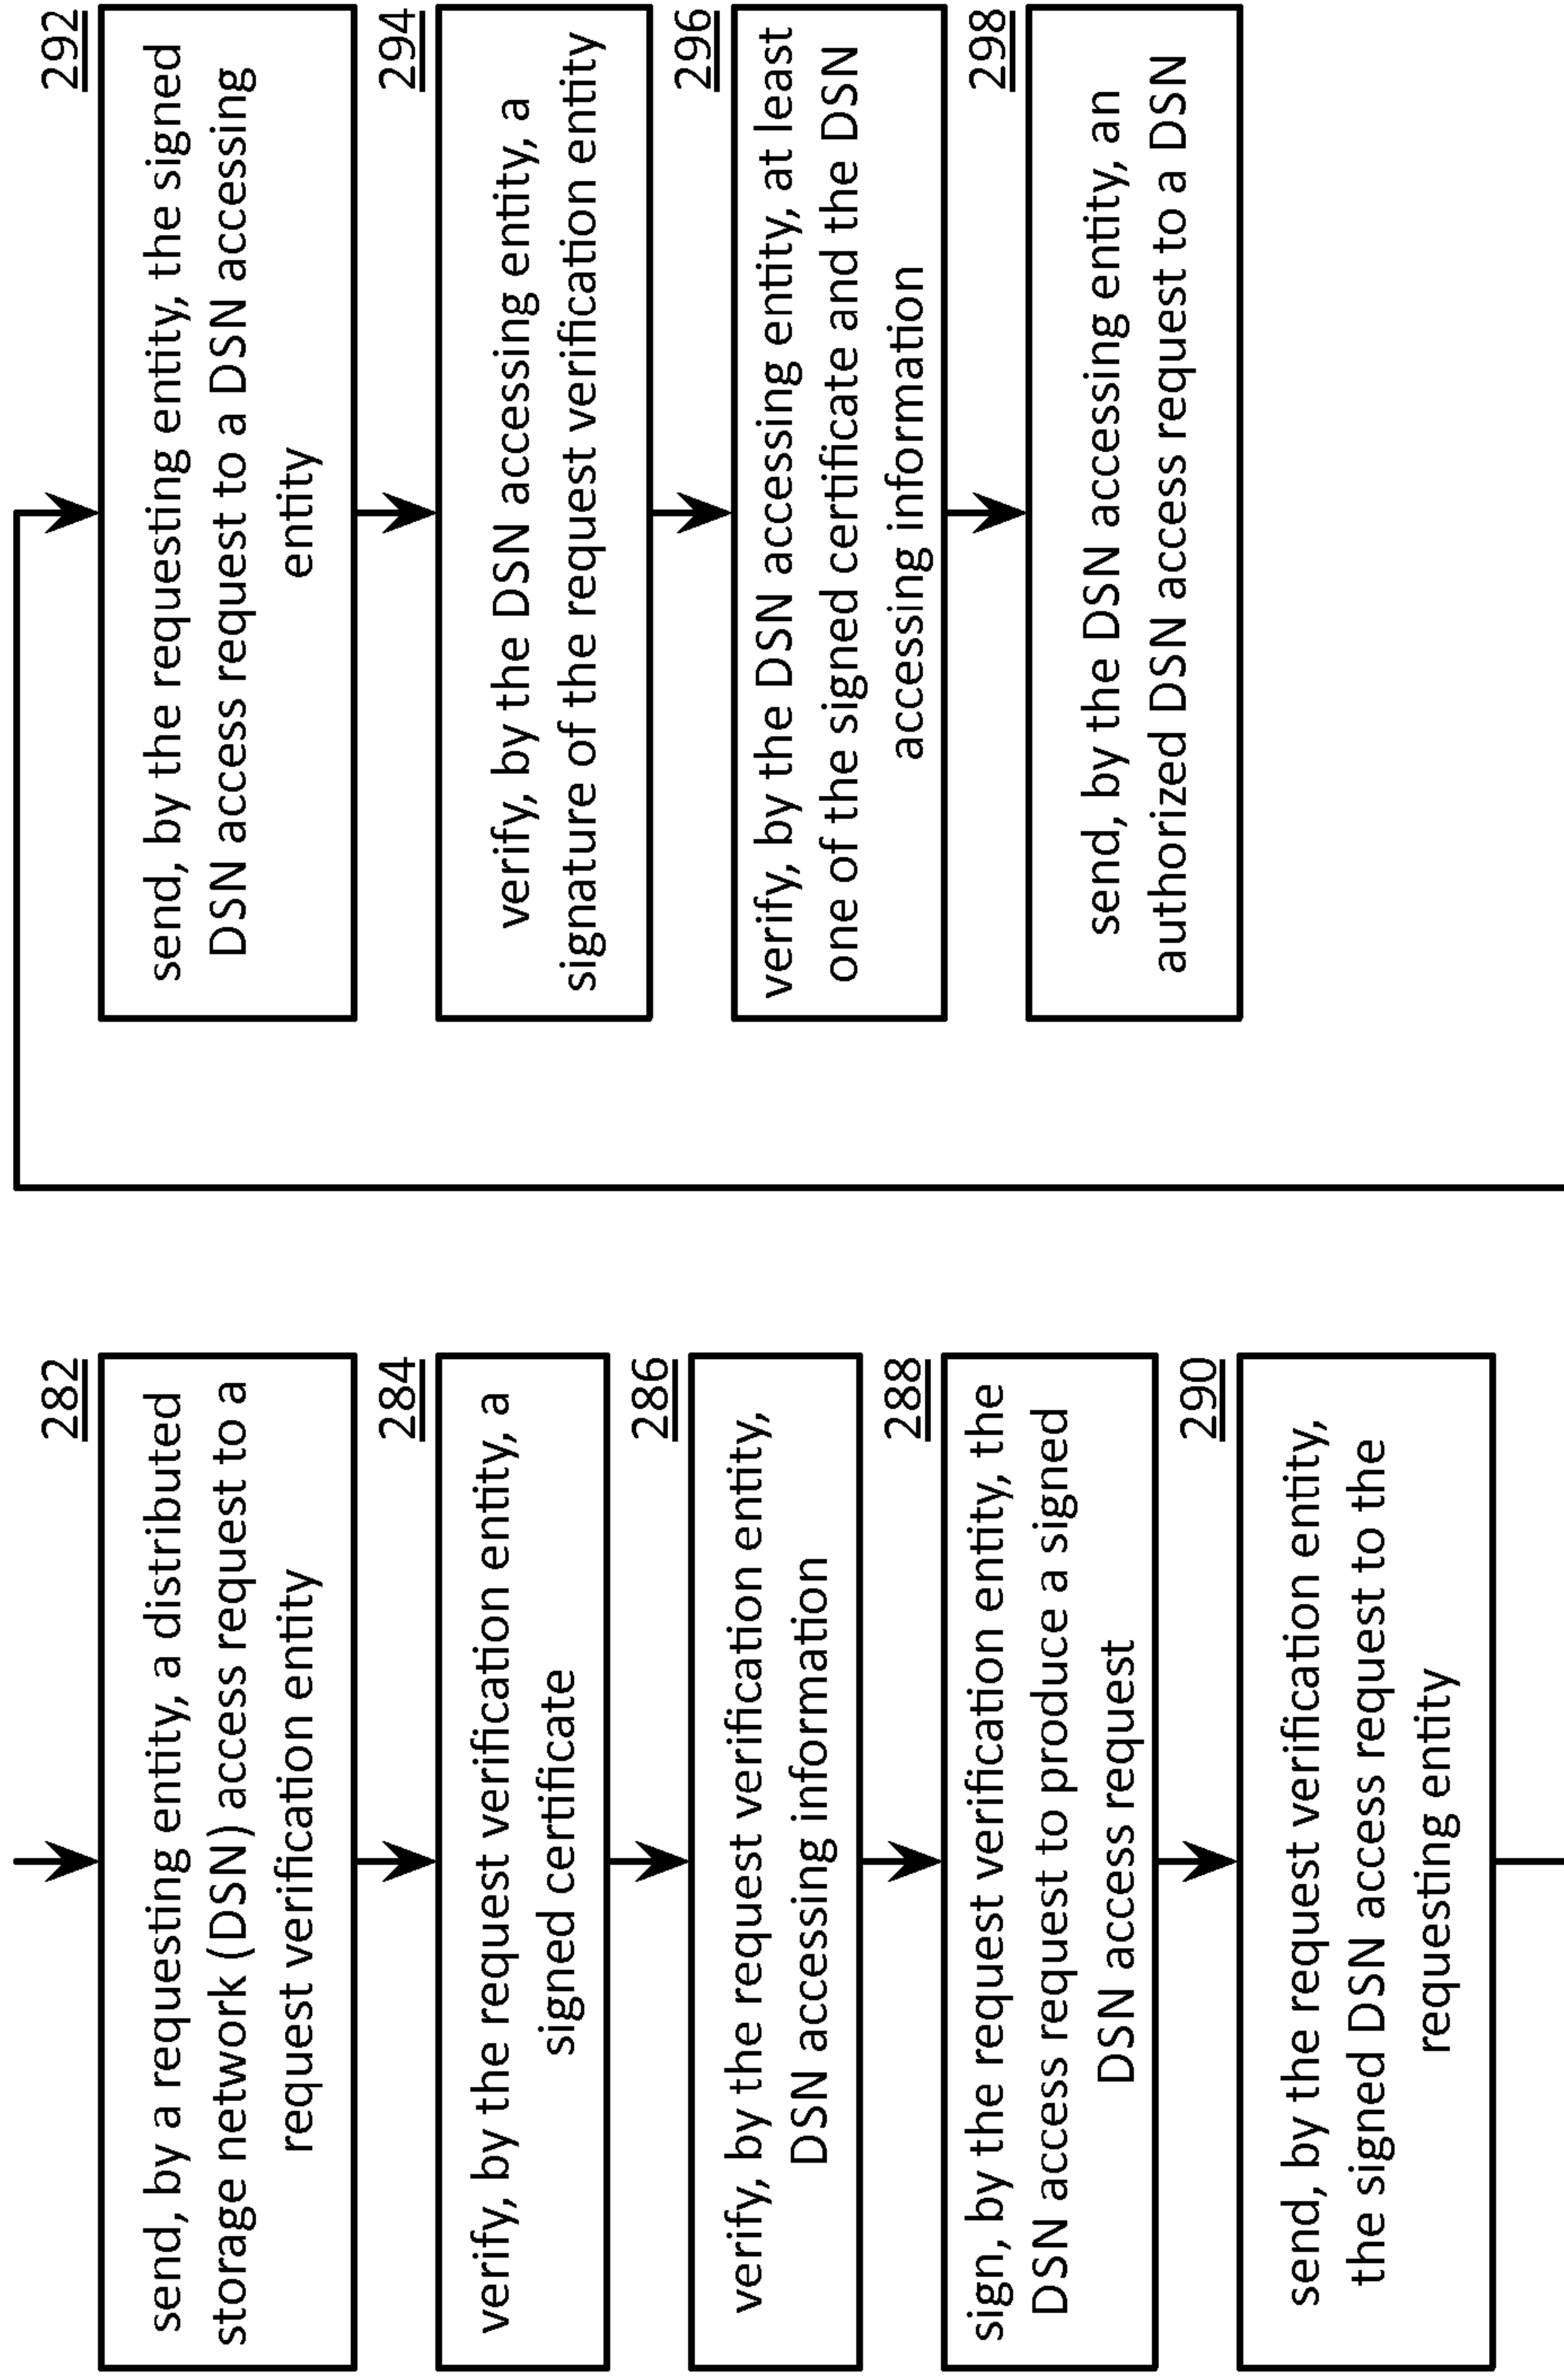 282
send, by a requesting entity, a distributed
storage network (DSN) access request to a
request verification entity
284
verify, by the request verification entity, a
signed certificate
286
verify, by the request verification entity,
DSN accessing information
288
sign, by the request verification entity, the
DSN access request to produce a signed
DSN access request
290
send, by the request verification entity,
the signed DSN access request to the
requesting entity
292
send, by the requesting entity, the signed
DSN access request to a DSN accessing
entity
294
verify, by the DSN accessing entity, a
signature of the request verification entity
296
verify, by the DSN accessing entity, at least
one of the signed certificate and the DSN
accessing information
298
send, by the DSN accessing entity, an
authorized DSN access request to a DSN